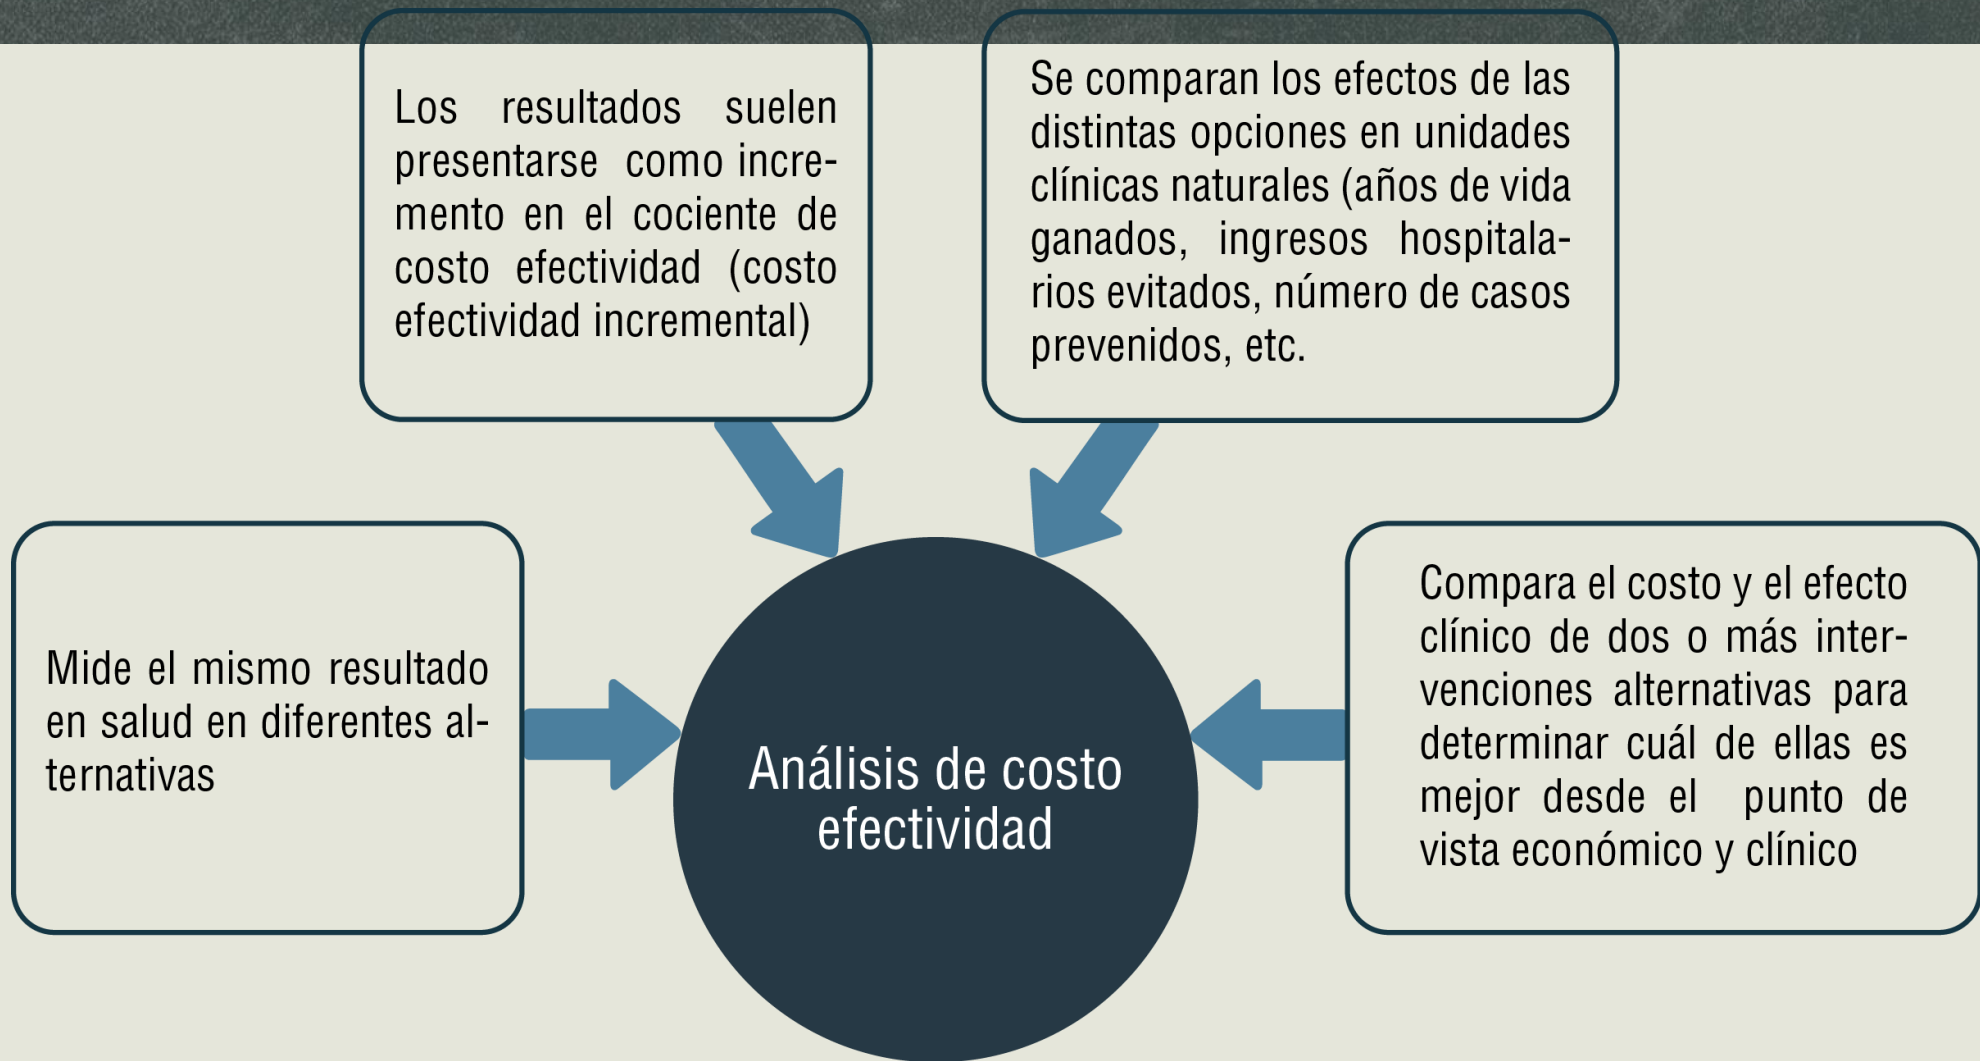 Los resultados suelen
presentarse como incre-
mento en el cociente de
costo efectividad (costo
efectividad incremental)
Se comparan los efectos de las
distintas opciones en unidades
clínicas naturales (años de vida
ganados, ingresos hospitala-
rios evitados, número de casos
prevenidos, etc.
Mide el mismo resultado
en salud en diferentes al-
ternativas
Análisis de costo
efectividad
Compara el costo y el efecto
clínico de dos o más inter-
venciones alternativas para
determinar cuál de ellas es
mejor desde el punto de
vista económico y clínico